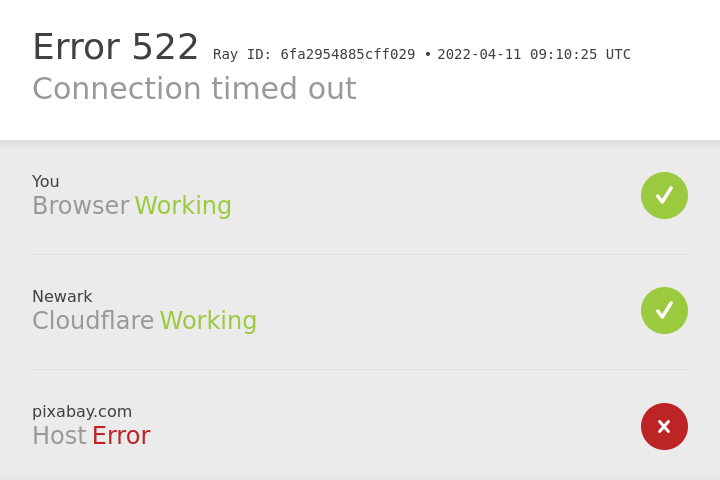 Error 522 Ray ID: 6fa2954885cff029 • 2022-04-11 09:10:25 UTC
Connection timed out
You
Browser Working
Newark
Cloudflare Working
pixabay.com
Host Error